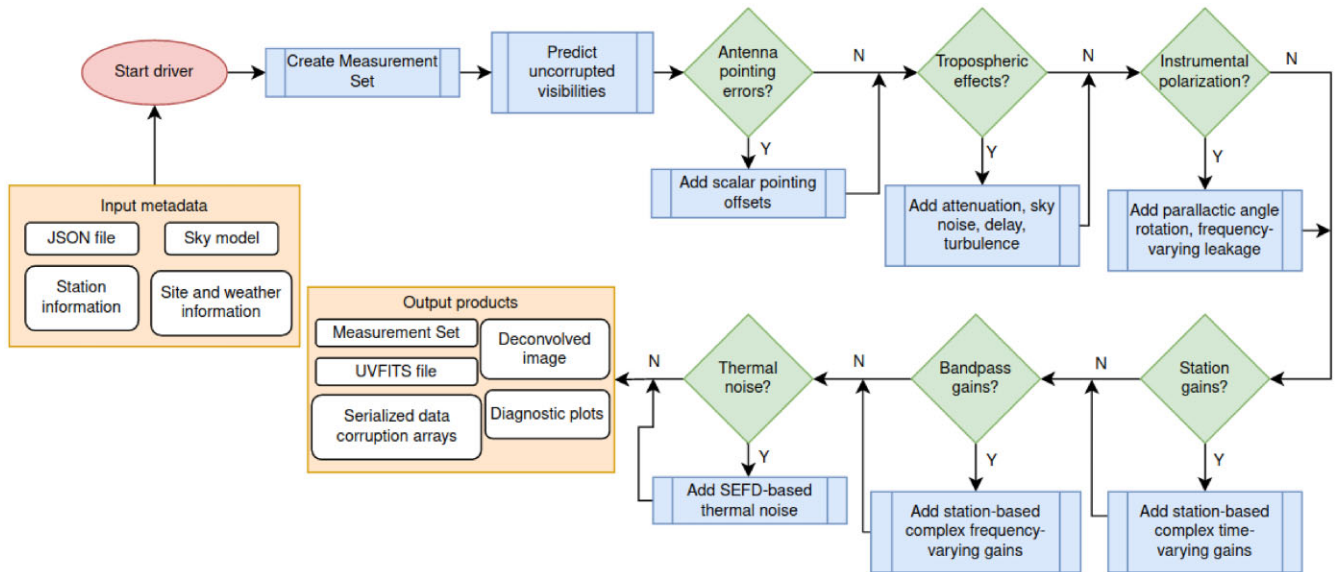 Start driver
Create Measurement
Set
Predict
uncorrupted
visibilities
Antenna
pointing
errors?
N
Y
Add scalar pointing
offsets
Tropospheric
effects?
N
Y
Add attenuation, sky
noise, delay,
turbulence
Instrumental
polarization?
N
Y
Add parallactic angle
rotation, frequency-
varying leakage
Input metadata
JSON file
Sky model
Station
information
Site and weather
information
Station
gains?
N
Y
Add station-based
complex time-
varying gains
Bandpass
gains?
N
Y
Add station-based
complex frequency-
varying gains
Thermal
noise?
N
Y
Add SEFD-based
thermal noise
Output products
Measurement Set
Deconvolved
image
UVFITS file
Serialized data
corruption arrays
Diagnostic plots